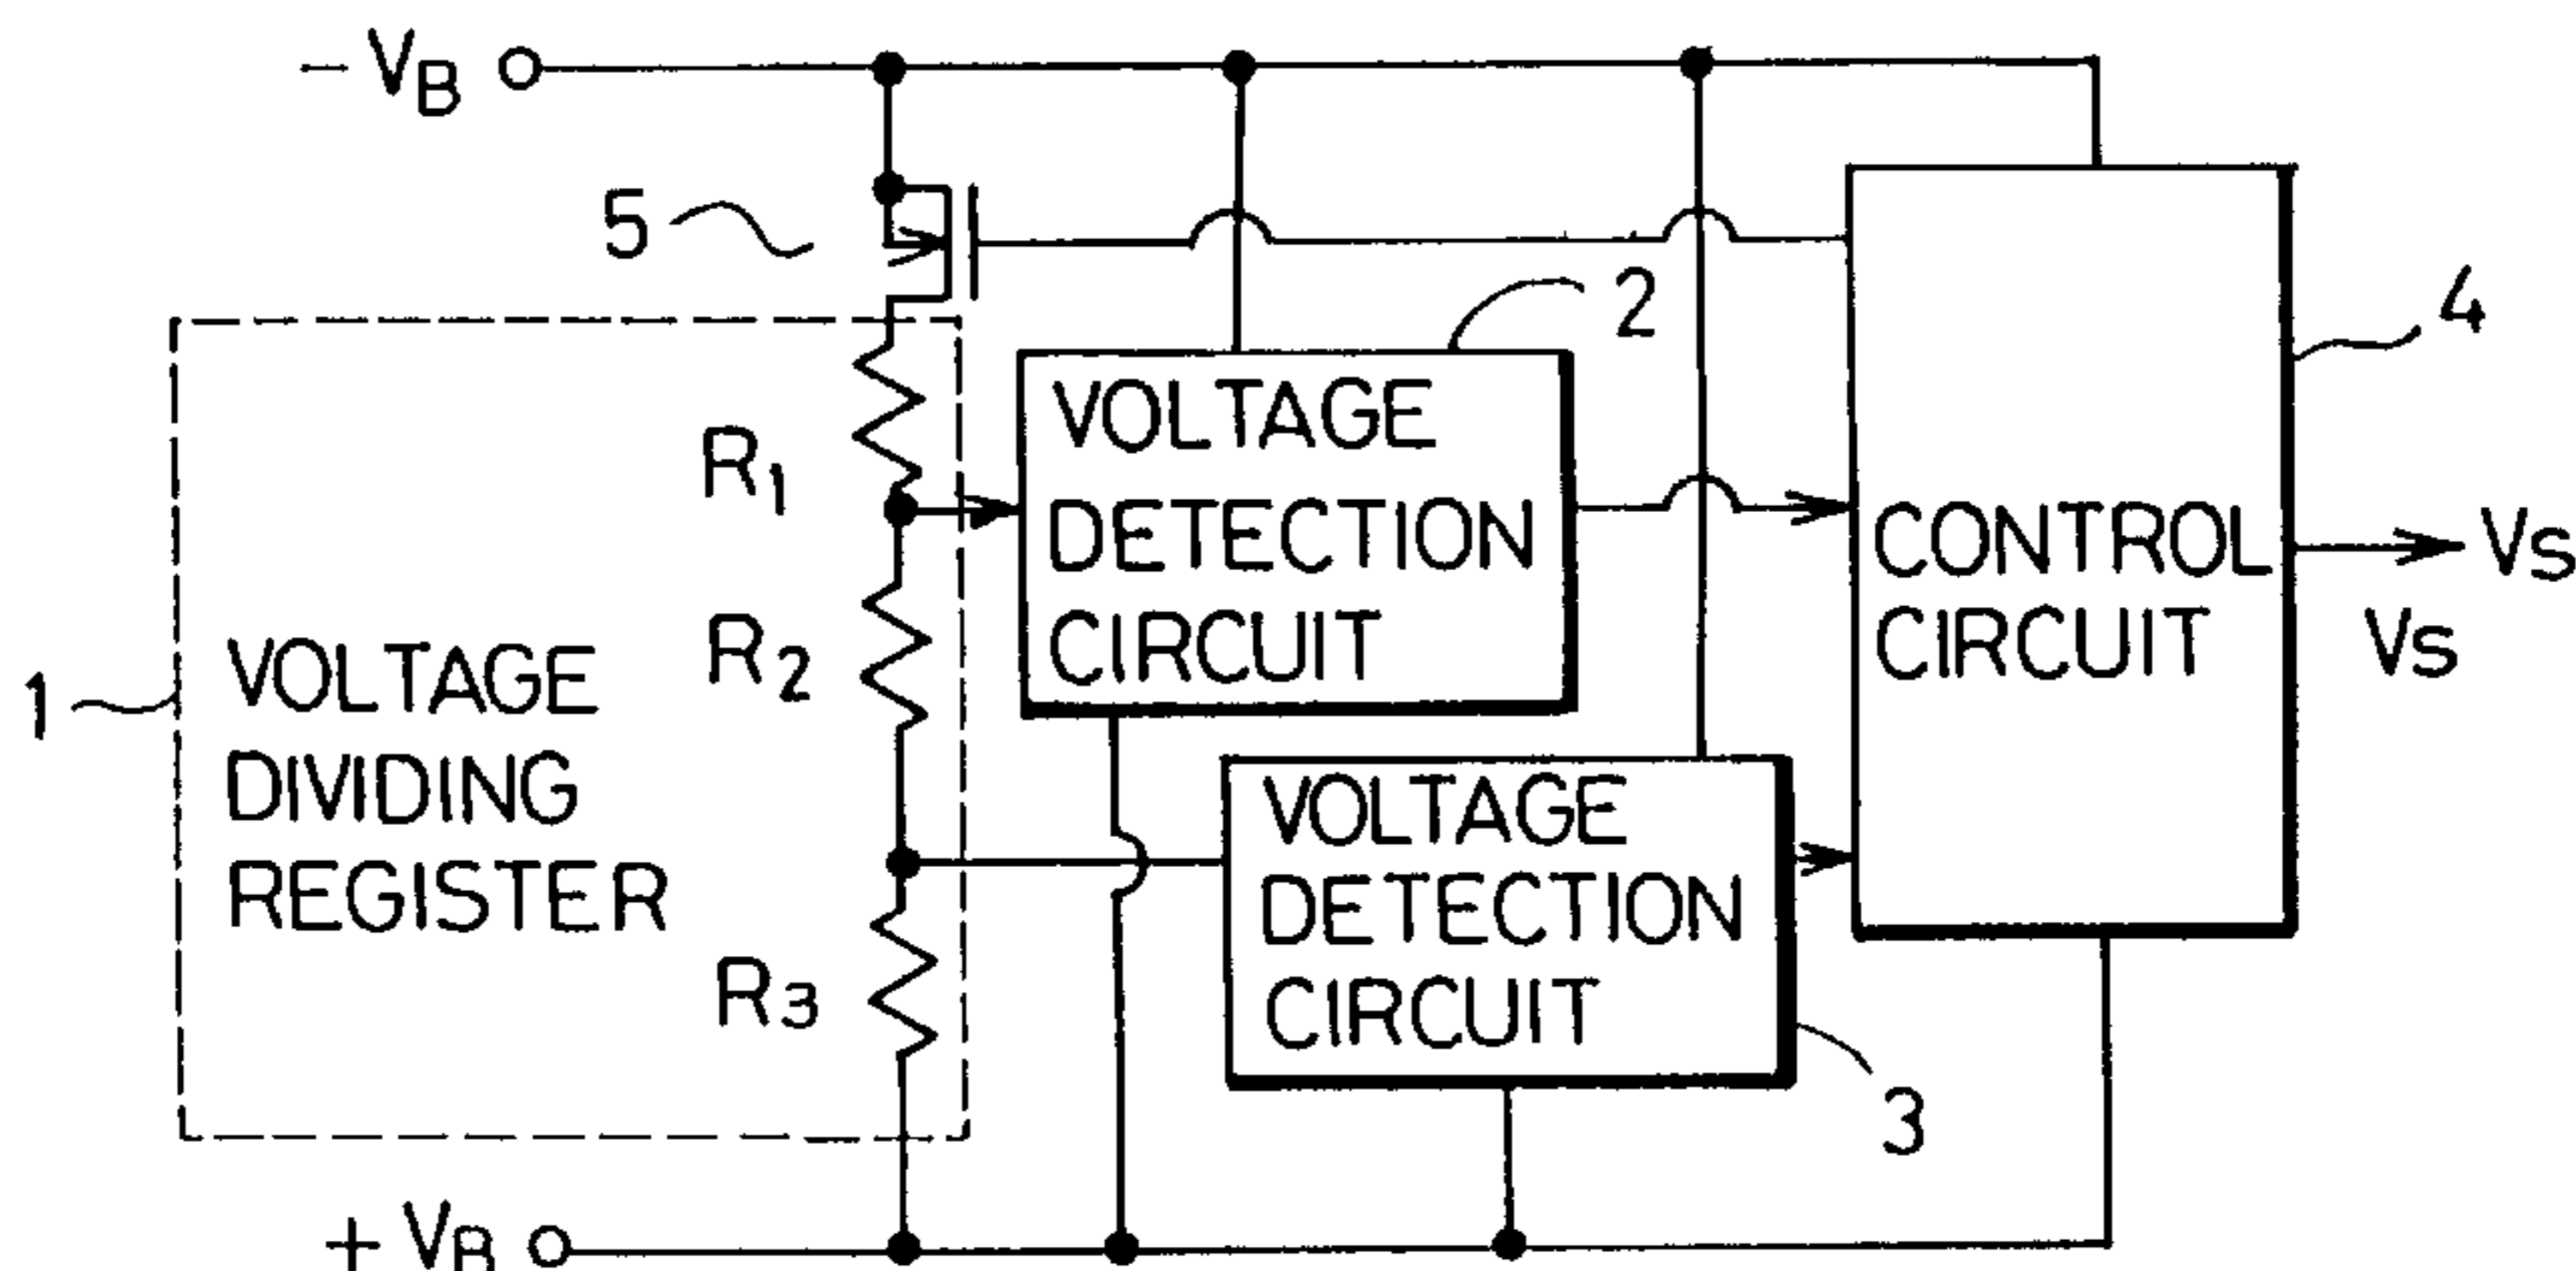 − VB
5
2
4
R1
VOLTAGE
DETECTION
CIRCUIT
CONTROL
CIRCUIT
VS
VS
R2
1
VOLTAGE
DIVIDING
REGISTER
R3
VOLTAGE
DETECTION
CIRCUIT
3
+ VB